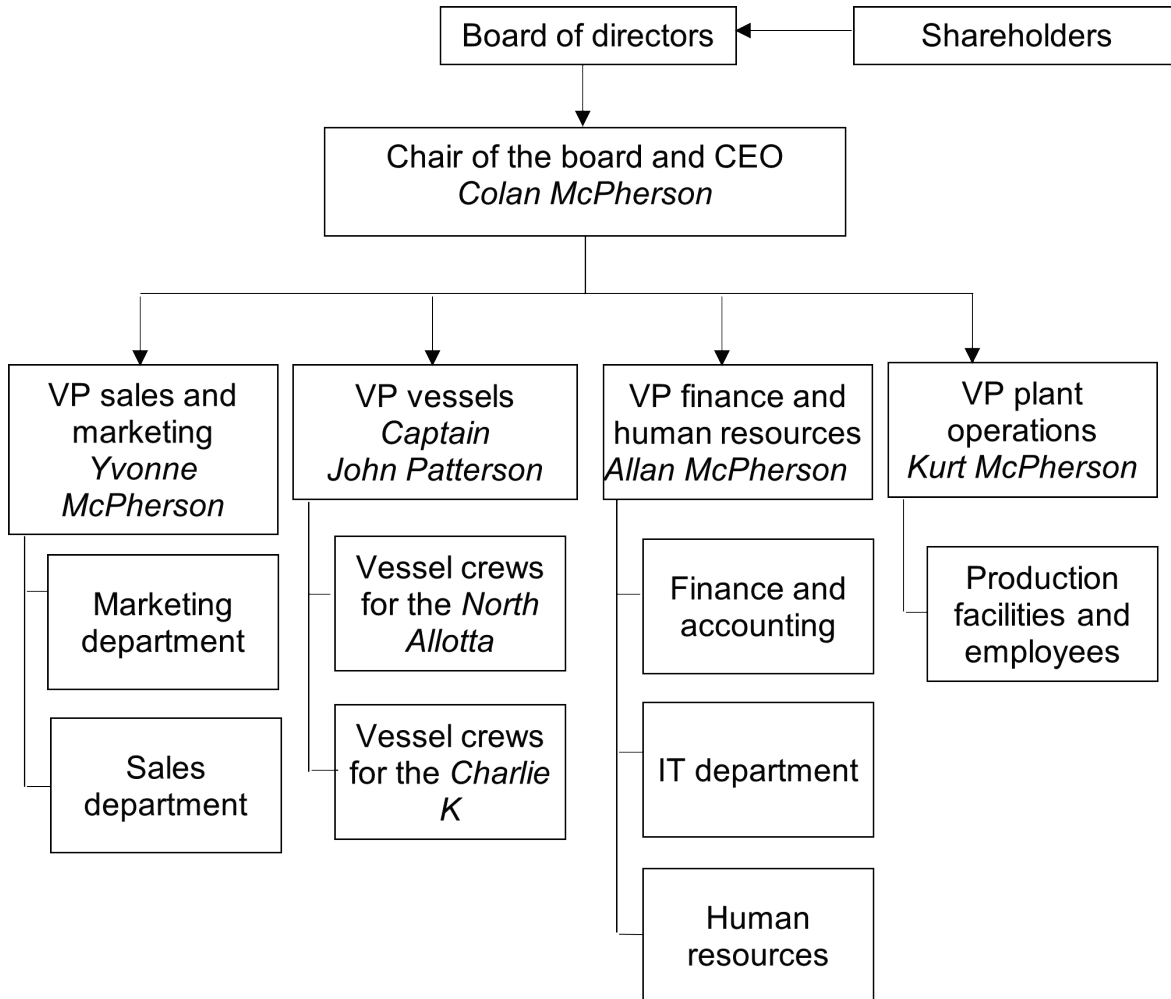 Board of directors
Shareholders
Chair of the board and CEO
Colan McPherson
VP sales and
marketing
Yvonne
McPherson
VP vessels
Captain
John Patterson
VP finance and
human resources
Allan McPherson
VP plant
operations
Kurt McPherson
Marketing
department
Sales
department
Vessel crews
for the North
Allotta
Vessel crews
for the Charlie
K
Finance and
accounting
IT department
Human
resources
Production
facilities and
employees